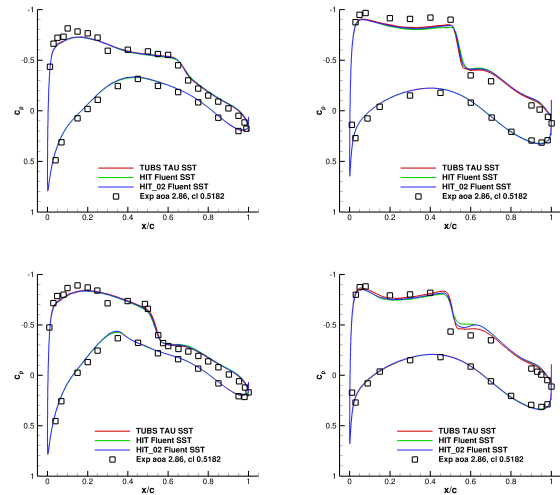 -1
-0.5
0
0.5
1
cp
0 0.2 0.4 0.6 0.8 1
x/c
TUBS TAU SST
HIT Fluent SST
HIT_02 Fluent SST
Exp aoa 2.86, cl 0.5182
-1
-0.5
0
0.5
1
cp
0 0.2 0.4 0.6 0.8 1
x/c
TUBS TAU SST
HIT Fluent SST
HIT_02 Fluent SST
Exp aoa 2.86, cl 0.5182
-1
-0.5
0
0.5
1
cp
0 0.2 0.4 0.6 0.8 1
x/c
TUBS TAU SST
HIT Fluent SST
HIT_02 Fluent SST
Exp aoa 2.86, cl 0.5182
-1
-0.5
0
0.5
1
cp
0 0.2 0.4 0.6 0.8 1
x/c
TUBS TAU SST
HIT Fluent SST
HIT_02 Fluent SST
Exp aoa 2.86, cl 0.5182